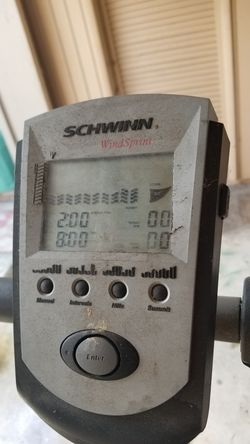 SCHWINN
WindSprint
2:00 00
8:00 00
Manual Intervals Hills Summit
Enter